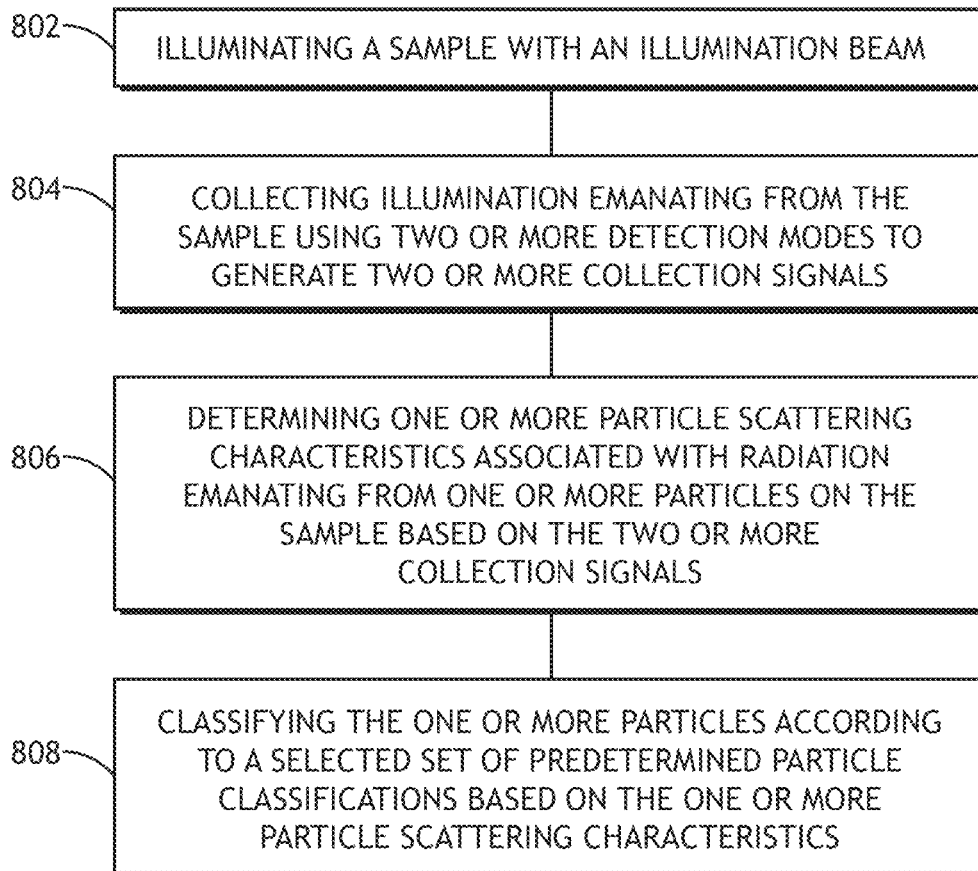 802
ILLUMINATING A SAMPLE WITH AN ILLUMINATION BEAM
804
COLLECTING ILLUMINATION EMANATING FROM THE
SAMPLE USING TWO OR MORE DETECTION MODES TO
GENERATE TWO OR MORE COLLECTION SIGNALS
806
DETERMINING ONE OR MORE PARTICLE SCATTERING
CHARACTERISTICS ASSOCIATED WITH RADIATION
EMANATING FROM ONE OR MORE PARTICLES ON THE
SAMPLE BASED ON THE TWO OR MORE
COLLECTION SIGNALS
808
CLASSIFYING THE ONE OR MORE PARTICLES ACCORDING
TO A SELECTED SET OF PREDETERMINED PARTICLE
CLASSIFICATIONS BASED ON THE ONE OR MORE
PARTICLE SCATTERING CHARACTERISTICS